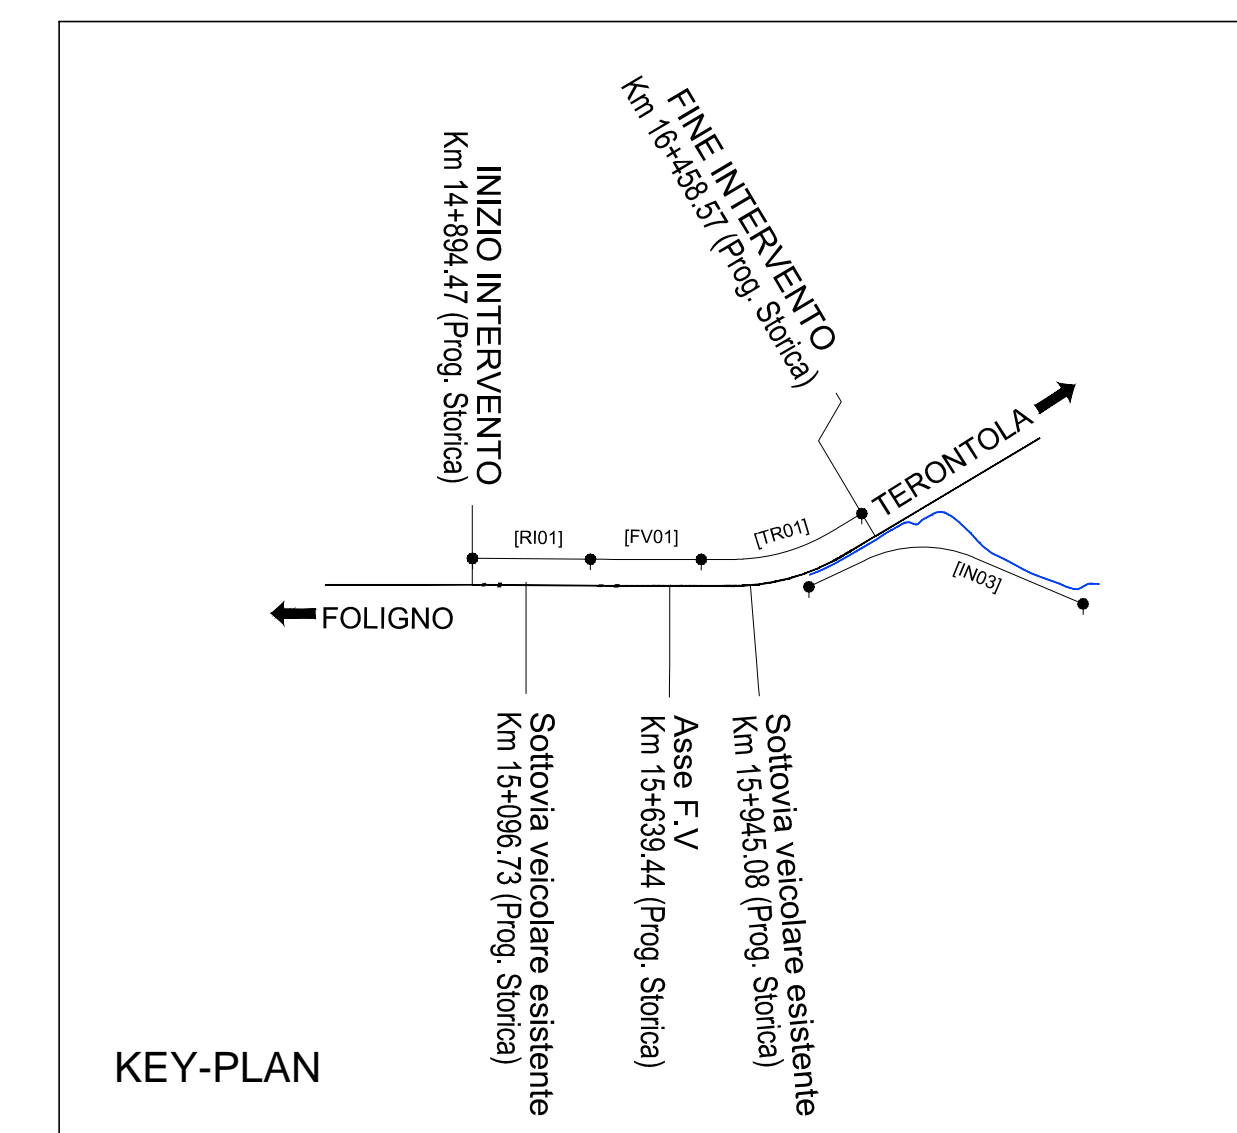 INIZIO INTERVENTO
Km 14+894.47 (Prog. Storica)
FINE INTERVENTO
Km 16+458.57 (Prog. Storica)
TERONTOLA
[RI01]
[FV01]
[TR01]
[IN03]
FOLIGNO
Sottovia veicolare esistente
Km 15+096.73 (Prog. Storica)
Asse F.V
Km 15+639.44 (Prog. Storica)
Sottovia veicolare esistente
Km 15+945.08 (Prog. Storica)
KEY-PLAN